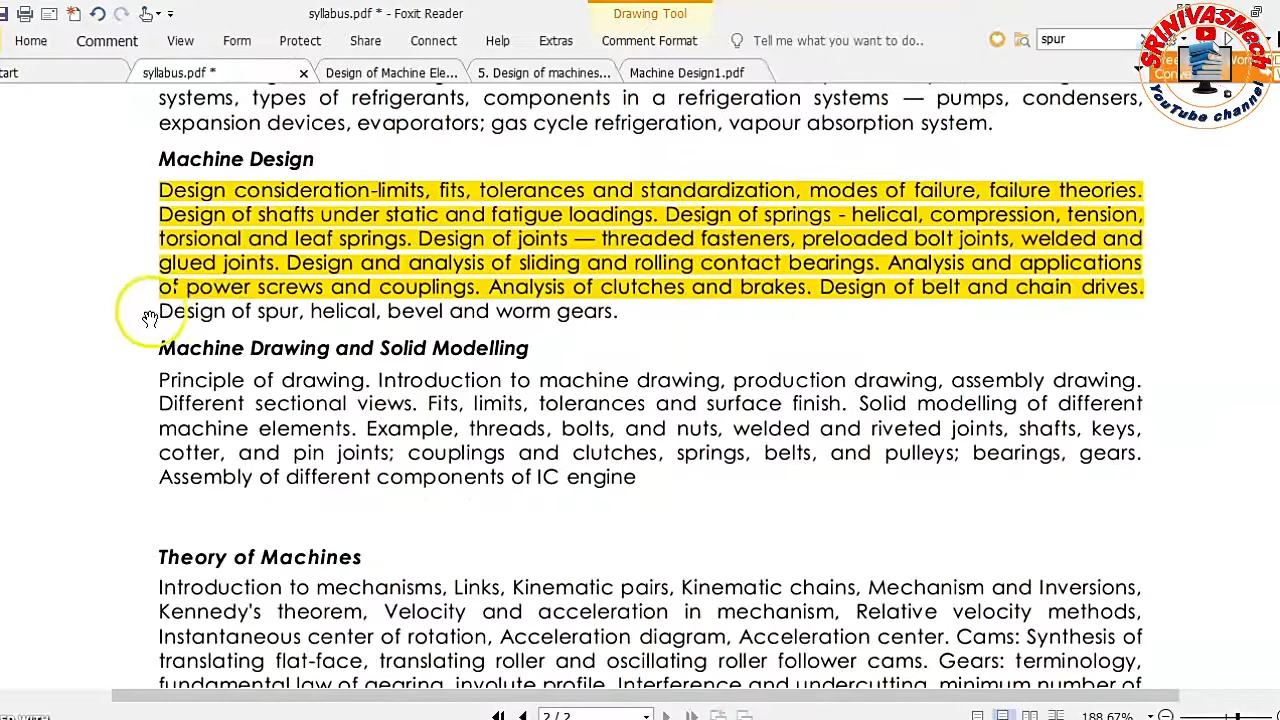 syllabus.pdf * - Foxit Reader
Drawing Tool
Home Comment View Form Protect Share Connect Help Extras Comment Format Tell me what you want to do..
spur
tart
syllabus.pdf *
Design of Machine Ele...
5. Design of machines...
Machine Design1.pdf
SRINIVASMech
YouTube channel
systems, types of refrigerants, components in a refrigeration systems — pumps, condensers,
expansion devices, evaporators; gas cycle refrigeration, vapour absorption system.
Machine Design
Design consideration-limits, fits, tolerances and standardization, modes of failure, failure theories.
Design of shafts under static and fatigue loadings. Design of springs - helical, compression, tension,
torsional and leaf springs. Design of joints — threaded fasteners, preloaded bolt joints, welded and
glued joints. Design and analysis of sliding and rolling contact bearings. Analysis and applications
of power screws and couplings. Analysis of clutches and brakes. Design of belt and chain drives.
Design of spur, helical, bevel and worm gears.
Machine Drawing and Solid Modelling
Principle of drawing. Introduction to machine drawing, production drawing, assembly drawing.
Different sectional views. Fits, limits, tolerances and surface finish. Solid modelling of different
machine elements. Example, threads, bolts, and nuts, welded and riveted joints, shafts, keys,
cotter, and pin joints; couplings and clutches, springs, belts, and pulleys; bearings, gears.
Assembly of different components of IC engine
Theory of Machines
Introduction to mechanisms, Links, Kinematic pairs, Kinematic chains, Mechanism and Inversions,
Kennedy's theorem, Velocity and acceleration in mechanism, Relative velocity methods,
Instantaneous center of rotation, Acceleration diagram, Acceleration center. Cams: Synthesis of
translating flat-face, translating roller and oscillating roller follower cams. Gears: terminology,
fundamental law of gearing, involute profile, Interference and undercutting, minimum number of
2 / 2
188.67%